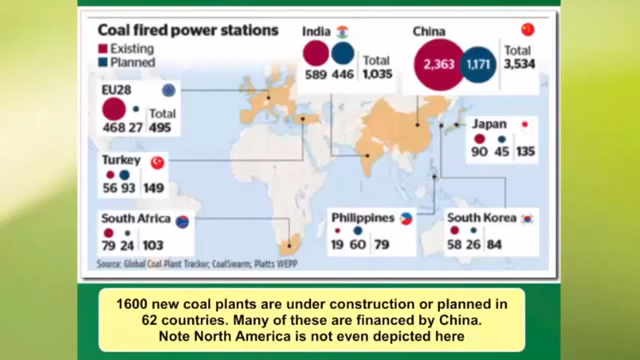 Coal fired power stations
Existing
Planned
India
589 446
Total
1,035
China
2,363 1,171
Total
3,534
EU28
468 27
Total
495
Turkey
56 93 149
South Africa
79 24 103
Philippines
19 60 79
Japan
90 45 135
South Korea
58 26 84
Source: Global Coal Plant Tracker; CoalSwarm; Platts WEPP
1600 new coal plants are under construction or planned in
62 countries. Many of these are financed by China.
Note North America is not even depicted here